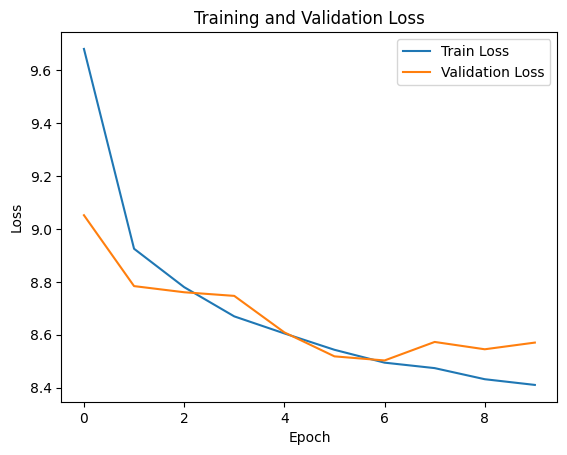 Training and Validation Loss
Train Loss
Validation Loss
9.6
9.4
9.2
9.0
8.8
8.6
8.4
Loss
0
2
4
6
8
Epoch